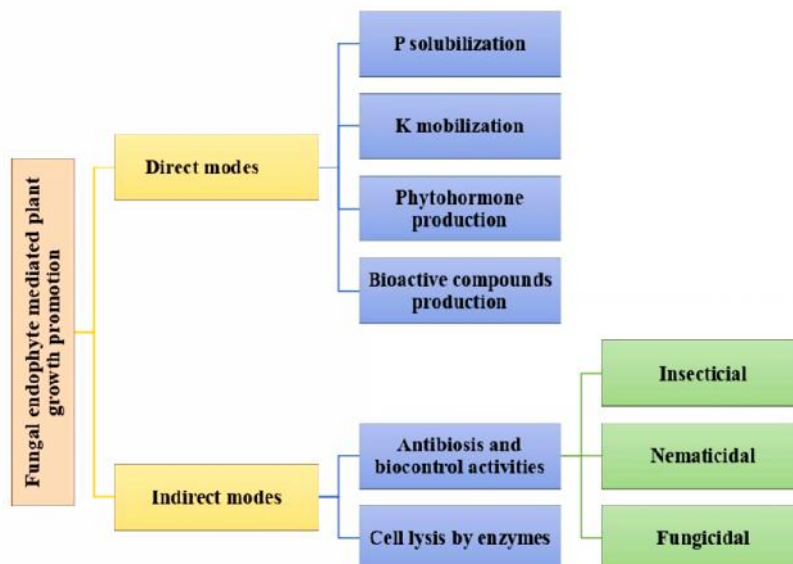 Fungal endophyte mediated plant
growth promotion
Direct modes
P solubilization
K mobilization
Phytohormone
production
Bioactive compounds
production
Indirect modes
Antibiosis and
biocontrol activities
Cell lysis by enzymes
Insecticial
Nematicidal
Fungicidal